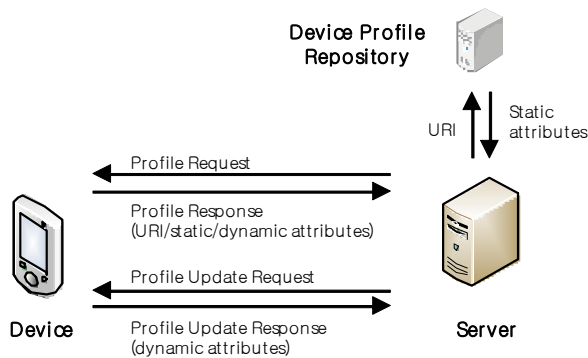 Device Profile
Repository
URI
Static
attributes
Profile Request
Profile Response
(URI/static/dynamic attributes)
Profile Update Request
Profile Update Response
(dynamic attributes)
Device
Server